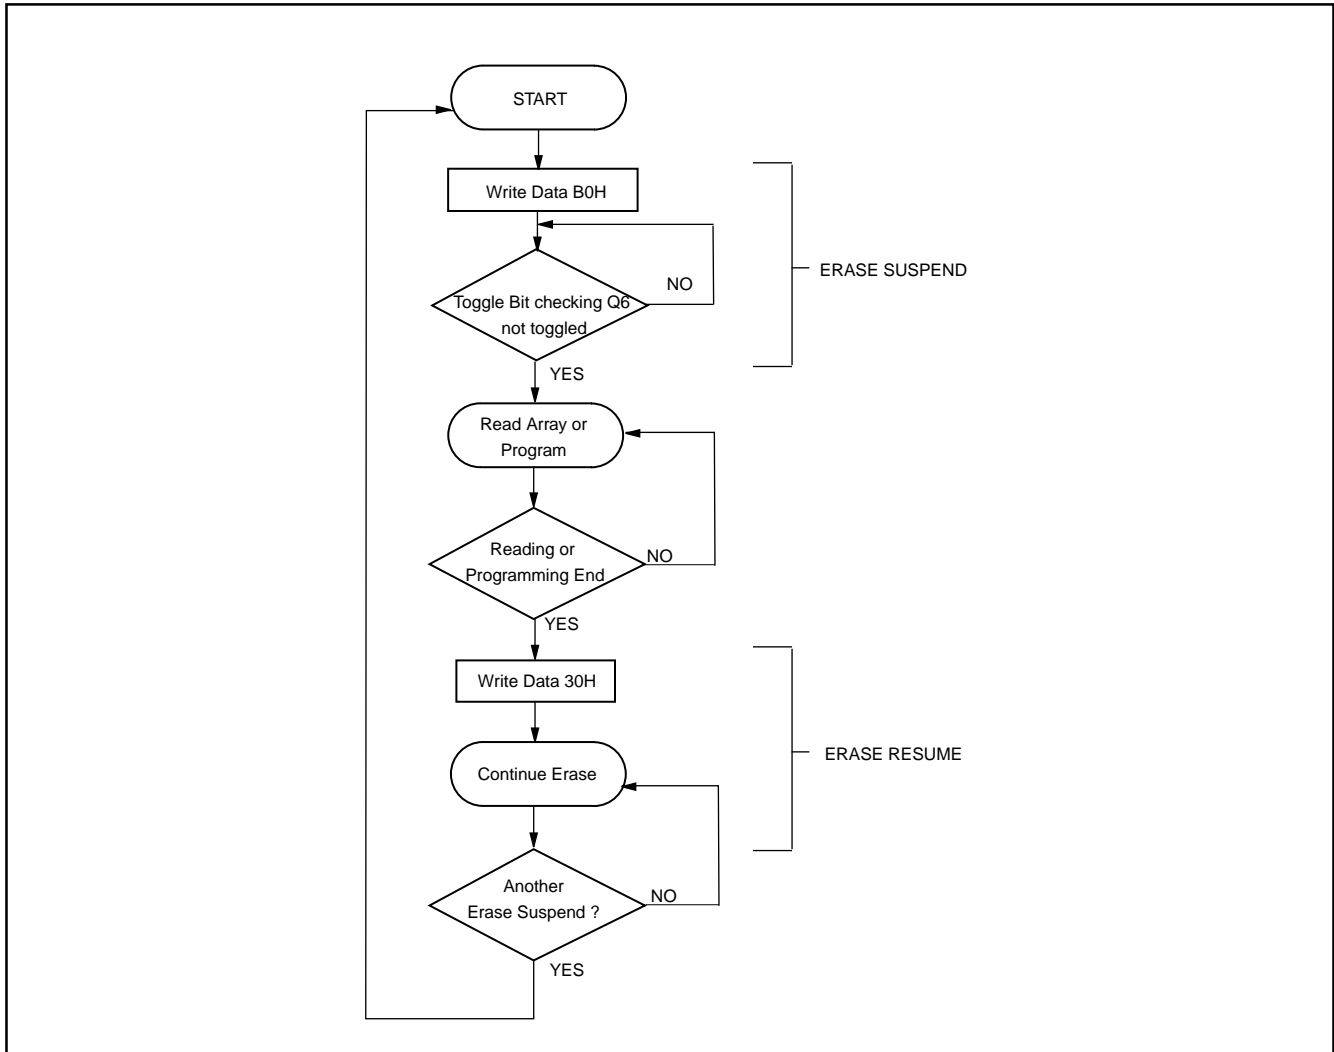 START
Write Data B0H
ERASE SUSPEND
NO
Toggle Bit checking Q6
not toggled
YES
Read Array or
Program
Reading or
NO
Programming End
YES
Write Data 30H
ERASE RESUME
Continue Erase
Another
NO
Erase Suspend ?
YES